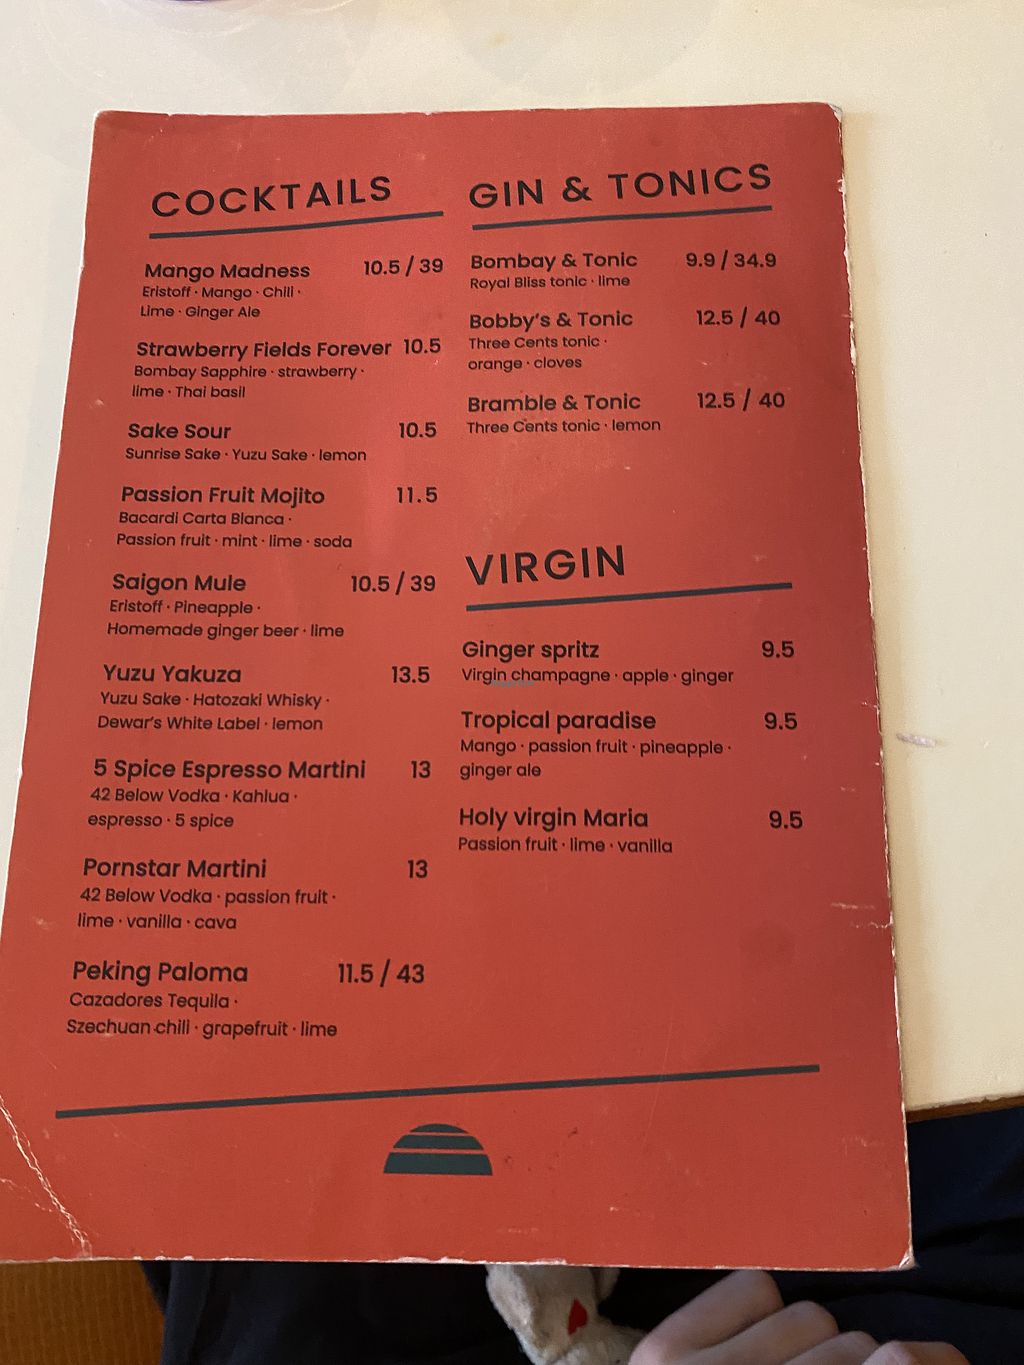 COCKTAILS
Mango Madness 10.5 / 39
Eristoff · Mango · Chili ·
Lime · Ginger Ale
Strawberry Fields Forever 10.5
Bombay Sapphire · strawberry ·
lime · Thai basil
Sake Sour 10.5
Sunrise Sake · Yuzu Sake · lemon
Passion Fruit Mojito 11.5
Bacardi Carta Blanca ·
Passion fruit · mint · lime · soda
Saigon Mule 10.5 / 39
Eristoff · Pineapple ·
Homemade ginger beer · lime
Yuzu Yakuza 13.5
Yuzu Sake · Hatozaki Whisky ·
Dewar's White Label · lemon
5 Spice Espresso Martini 13
42 Below Vodka · Kahlua ·
espresso · 5 spice
Pornstar Martini 13
42 Below Vodka · passion fruit ·
lime · vanilla · cava
Peking Paloma 11.5 / 43
Cazadores Tequila ·
Szechuan chili · grapefruit · lime
GIN & TONICS
Bombay & Tonic 9.9 / 34.9
Royal Bliss tonic · lime
Bobby's & Tonic 12.5 / 40
Three Cents tonic ·
orange · cloves
Bramble & Tonic 12.5 / 40
Three Cents tonic · lemon
VIRGIN
Ginger spritz 9.5
Virgin champagne · apple · ginger
Tropical paradise 9.5
Mango · passion fruit · pineapple ·
ginger ale
Holy virgin Maria 9.5
Passion fruit · lime · vanilla